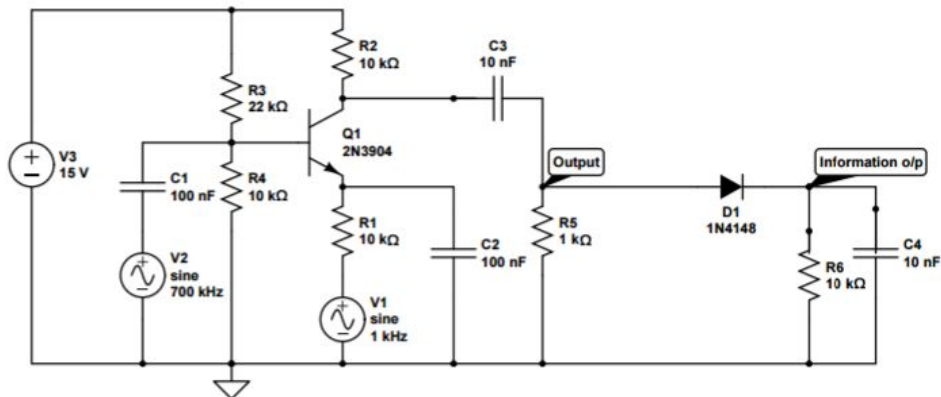 R2
10 kΩ
C3
10 nF
R3
22 kΩ
Q1
2N3904
V3
15 V
C1
100 nF
R4
10 kΩ
Output
Information o/p
D1
1N4148
R1
10 kΩ
C2
100 nF
R5
1 kΩ
C4
10 nF
R6
10 kΩ
V2
sine
700 kHz
V1
sine
1 kHz